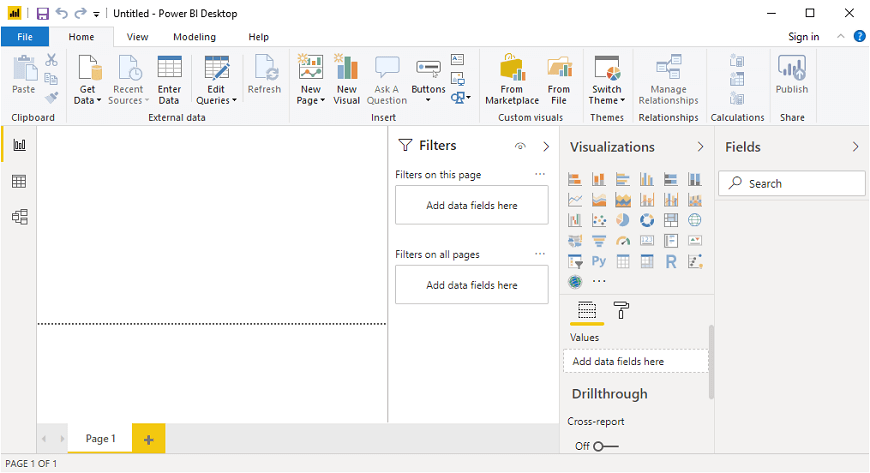 Untitled - Power BI Desktop
File Home View Modeling Help Sign in
Paste Get Data Recent Sources Enter Data Edit Queries Refresh New Page New Visual Ask A Question Buttons From Marketplace From File Switch Theme Manage Relationships Publish
Clipboard External data Insert Custom visuals Themes Relationships Calculations Share
Filters
Filters on this page
Add data fields here
Filters on all pages
Add data fields here
Visualizations
Py R
123
Values
Add data fields here
Drillthrough
Cross-report
Off
Fields
Search
Page 1
PAGE 1 OF 1